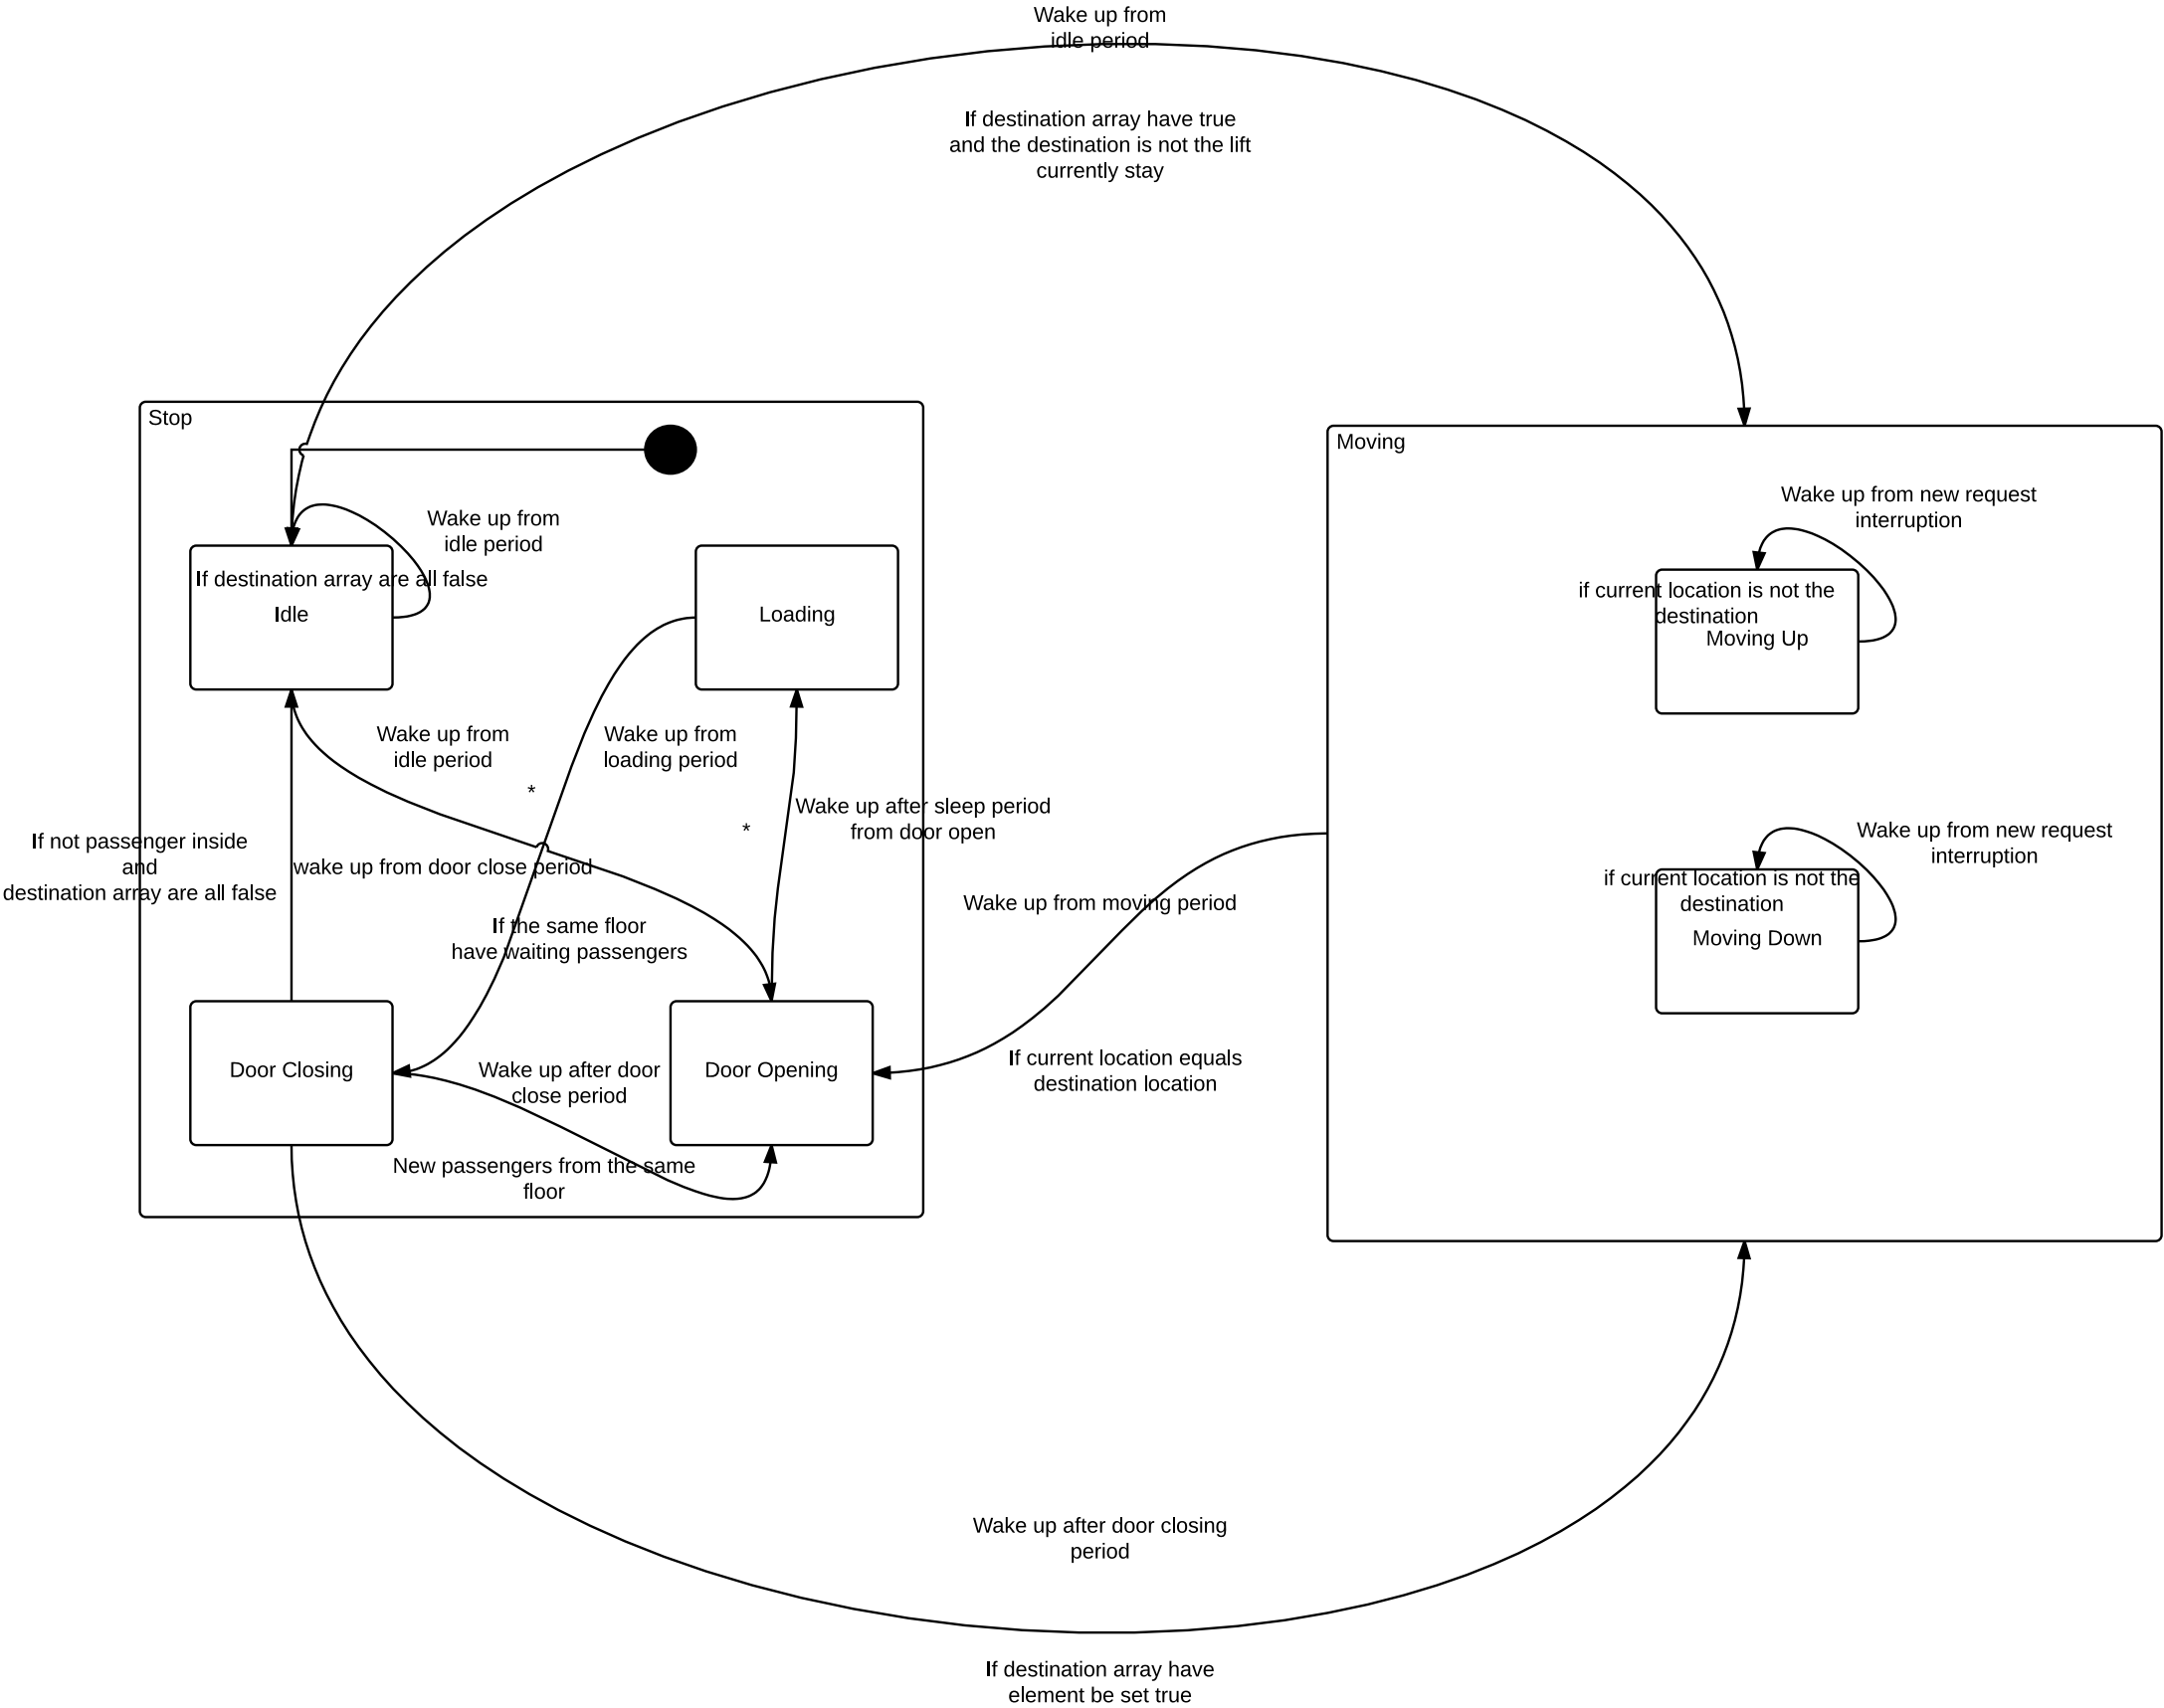 Wake up from
idle period
If destination array have true
and the destination is not the lift
currently stay
Stop
Moving
Wake up from
idle period
If destination array are all false
Idle
Loading
Wake up from new request
interruption
if current location is not the
destination
Moving Up
Wake up from
idle period
*
Wake up from
loading period
*
Wake up after sleep period
from door open
If not passenger inside
and
destination array are all false
wake up from door close period
If the same floor
have waiting passengers
Wake up from moving period
Wake up from new request
interruption
if current location is not the
destination
Moving Down
Door Closing
Wake up after door
close period
Door Opening
If current location equals
destination location
New passengers from the same
floor
Wake up after door closing
period
If destination array have
element be set true